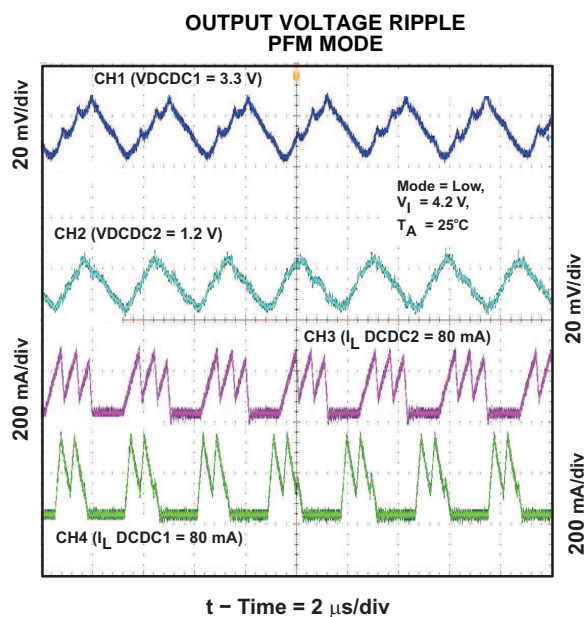 OUTPUT VOLTAGE RIPPLE
PFM MODE
CH1 (VDCDC1 = 3.3 V)
20 mV/div
Mode = Low,
V_I = 4.2 V,
T_A = 25°C
CH2 (VDCDC2 = 1.2 V)
20 mV/div
CH3 (I_L DCDC2 = 80 mA)
200 mA/div
200 mA/div
CH4 (I_L DCDC1 = 80 mA)
t − Time = 2 μs/div